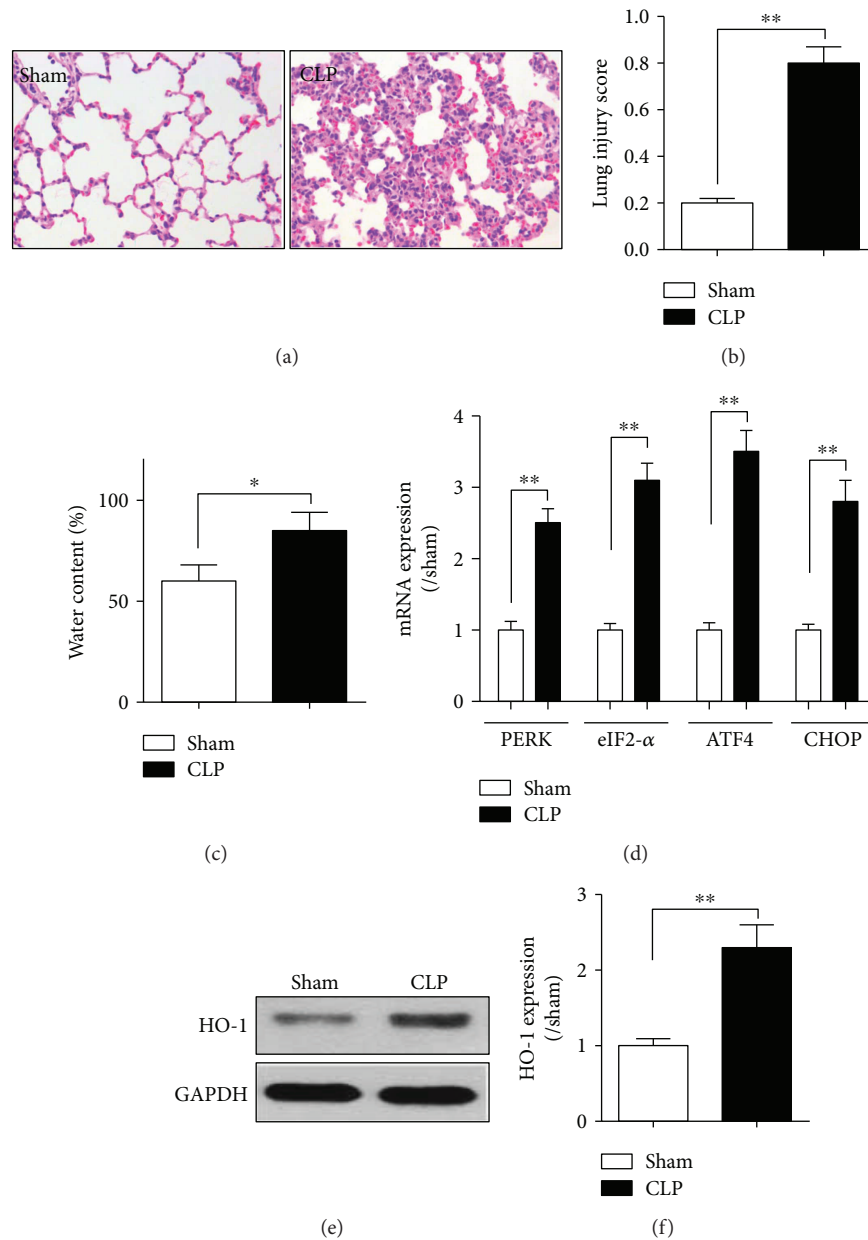 Sham
CLP
(a)
**
Lung injury score
1.0
0.8
0.6
0.4
0.2
0.0
Sham
CLP
(b)
*
Water content (%)
100
50
0
Sham
CLP
(c)
**
**
**
**
mRNA expression
(/sham)
4
3
2
1
0
PERK
eIF2-α
ATF4
CHOP
Sham
CLP
(d)
Sham
CLP
HO-1
GAPDH
(e)
**
HO-1 expression
(/sham)
3
2
1
0
Sham
CLP
(f)